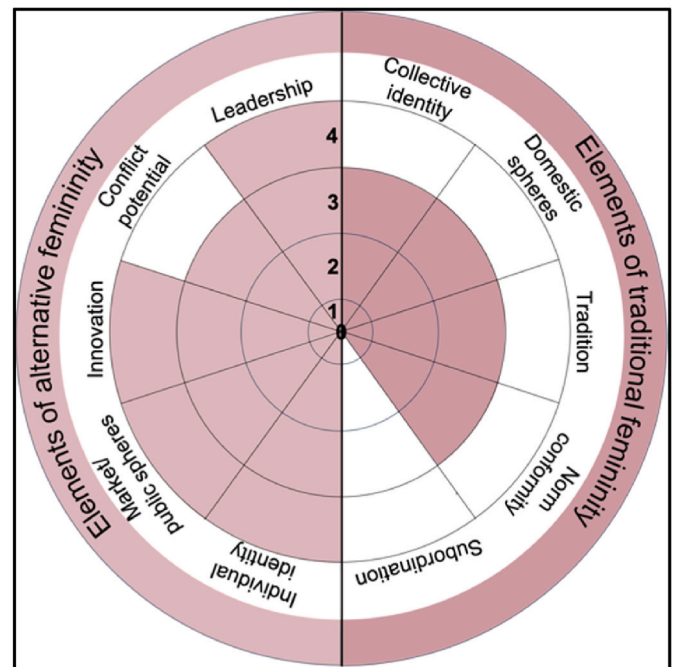 Elements of alternative femininity
Elements of traditional femininity
Leadership
Conflict
potential
Innovation
Market/
public spheres
Individual
identity
Collective
identity
Domestic
spheres
Tradition
Norm
conformity
Subordination
4
3
2
1
0